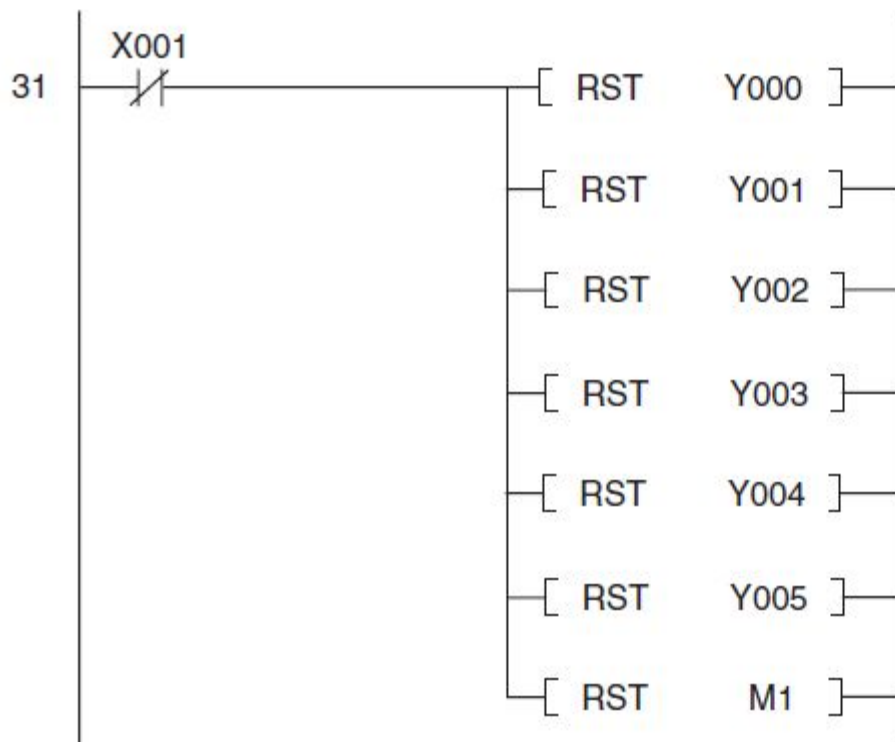 X001
31 RST Y000
RST Y001
RST Y002
RST Y003
RST Y004
RST Y005
RST M1